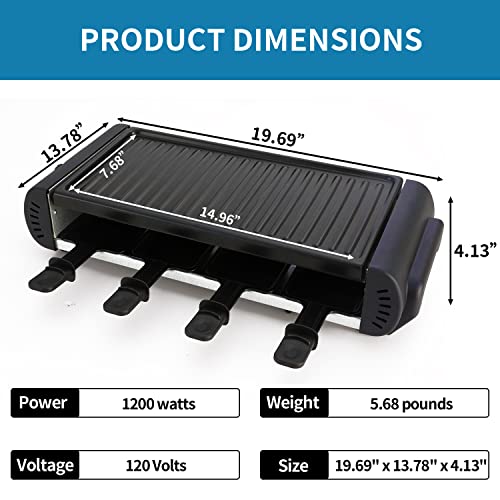 PRODUCT DIMENSIONS
13.78”
19.69”
7.68”
14.96”
4.13”
Power 1200 watts
Weight 5.68 pounds
Voltage 120 Volts
Size 19.69" x 13.78" x 4.13"